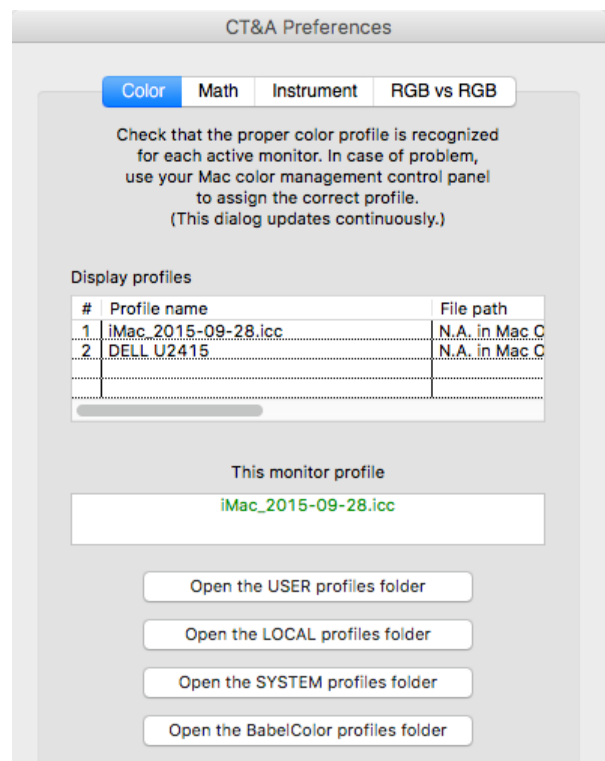 CT&A Preferences
Color Math Instrument RGB vs RGB
Check that the proper color profile is recognized
for each active monitor. In case of problem,
use your Mac color management control panel
to assign the correct profile.
(This dialog updates continuously.)
Display profiles
# Profile name File path
1 iMac_2015-09-28.icc N.A. in Mac O
2 DELL U2415 N.A. in Mac O
This monitor profile
iMac_2015-09-28.icc
Open the USER profiles folder
Open the LOCAL profiles folder
Open the SYSTEM profiles folder
Open the BabelColor profiles folder